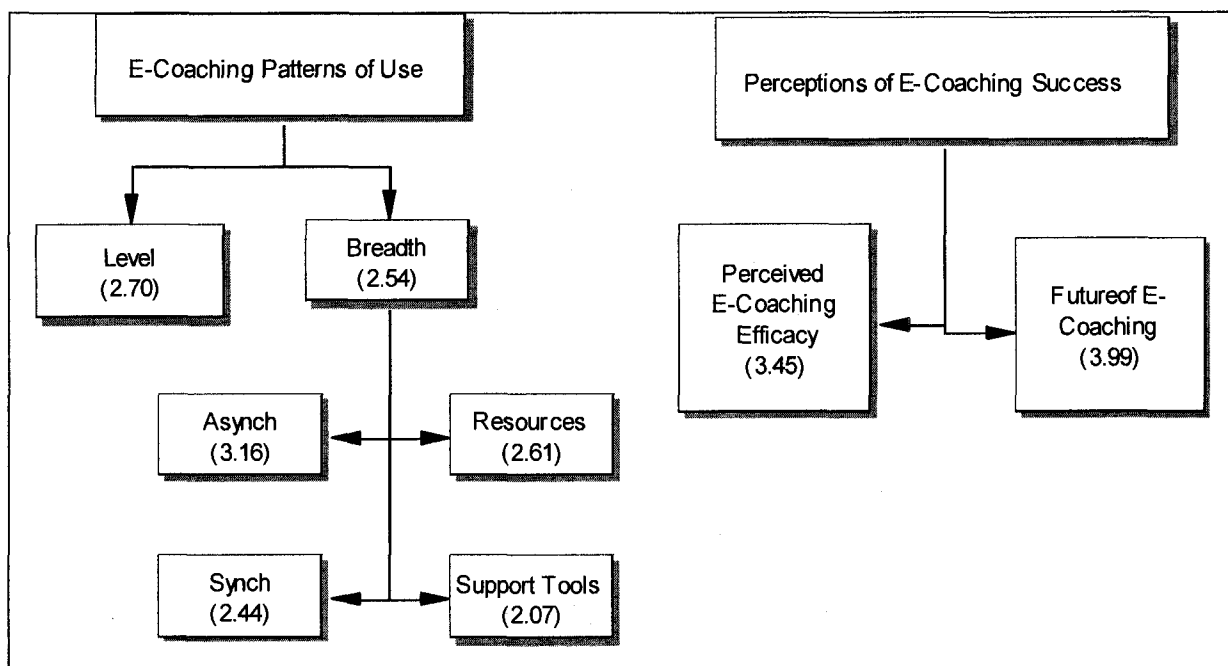 E-Coaching Patterns of Use
Perceptions of E-Coaching Success
Level
(2.70)
Breadth
(2.54)
Perceived
E-Coaching
Efficacy
(3.45)
Futureof E-
Coaching
(3.99)
Asynch
(3.16)
Resources
(2.61)
Synch
(2.44)
Support Tools
(2.07)